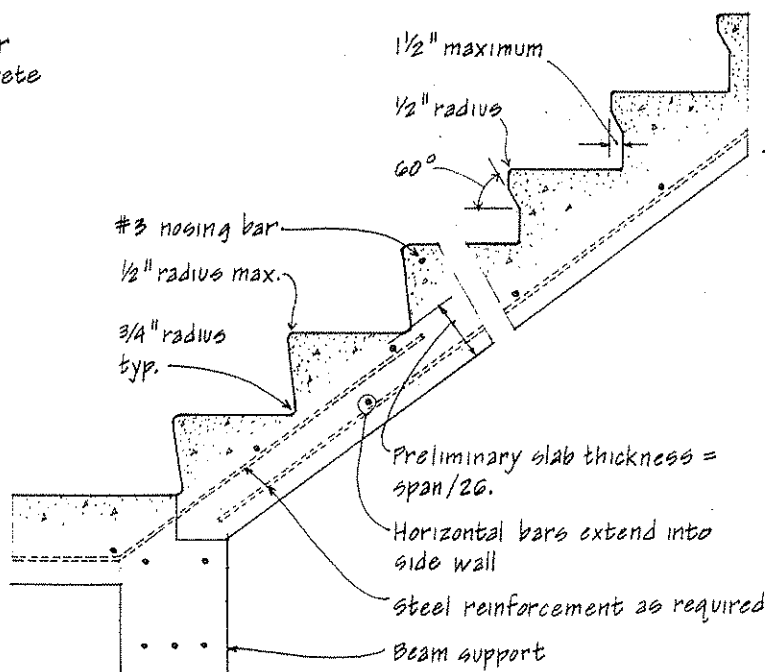 r
ete
1½" maximum
½" radius
60°
#3 nosing bar
½" radius max.
¾" radius
typ.
Preliminary slab thickness =
span/26.
Horizontal bars extend into
side wall
Steel reinforcement as required
Beam support